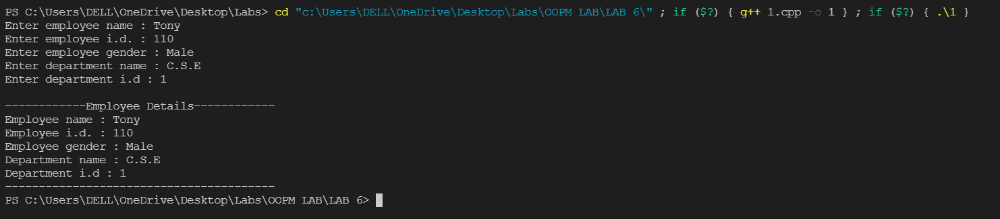 PS C:\Users\DELL\OneDrive\Desktop\Labs> cd "c:\Users\DELL\OneDrive\Desktop\Labs\OOPM LAB\LAB 6\" ; if ($?) { g++ 1.cpp -o 1 } ; if ($?) { .\1 }
Enter employee name : Tony
Enter employee i.d. : 110
Enter employee gender : Male
Enter department name : C.S.E
Enter department i.d : 1
------------Employee Details------------
Employee name : Tony
Employee i.d. : 110
Employee gender : Male
Department name : C.S.E
Department i.d : 1
----------------------------------------
PS C:\Users\DELL\OneDrive\Desktop\Labs\OOPM LAB\LAB 6>